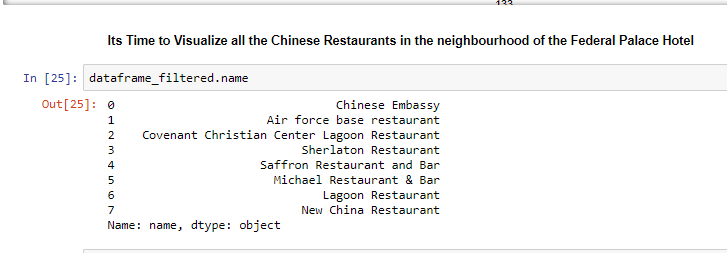 133
Its Time to Visualize all the Chinese Restaurants in the neighbourhood of the Federal Palace Hotel
In [25]: dataframe_filtered.name
Out[25]: 0 Chinese Embassy
1 Air force base restaurant
2 Covenant Christian Center Lagoon Restaurant
3 Sherlaton Restaurant
4 Saffron Restaurant and Bar
5 Michael Restaurant & Bar
6 Lagoon Restaurant
7 New China Restaurant
Name: name, dtype: object